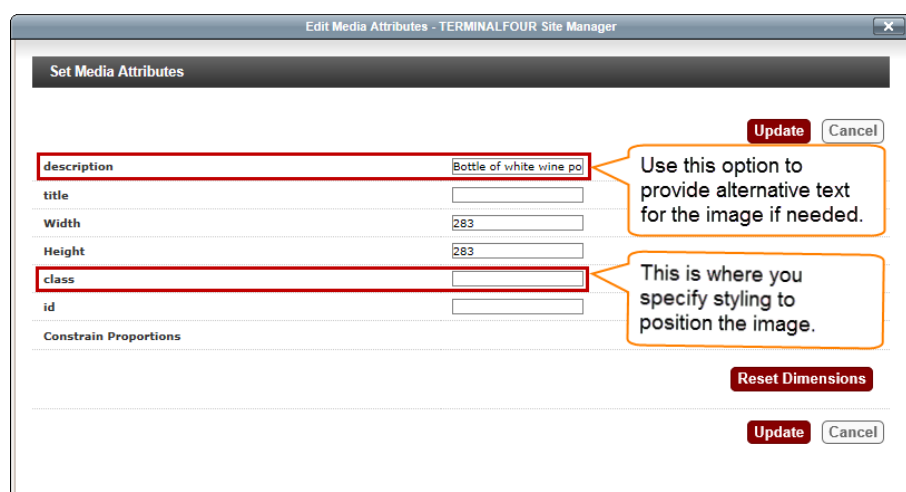 Edit Media Attributes - TERMINALFOUR Site Manager
Set Media Attributes
Update Cancel
description Bottle of white wine po
Use this option to
provide alternative text
for the image if needed.
title
Width 283
Height 283
class
This is where you
specify styling to
position the image.
id
Constrain Proportions
Reset Dimensions
Update Cancel